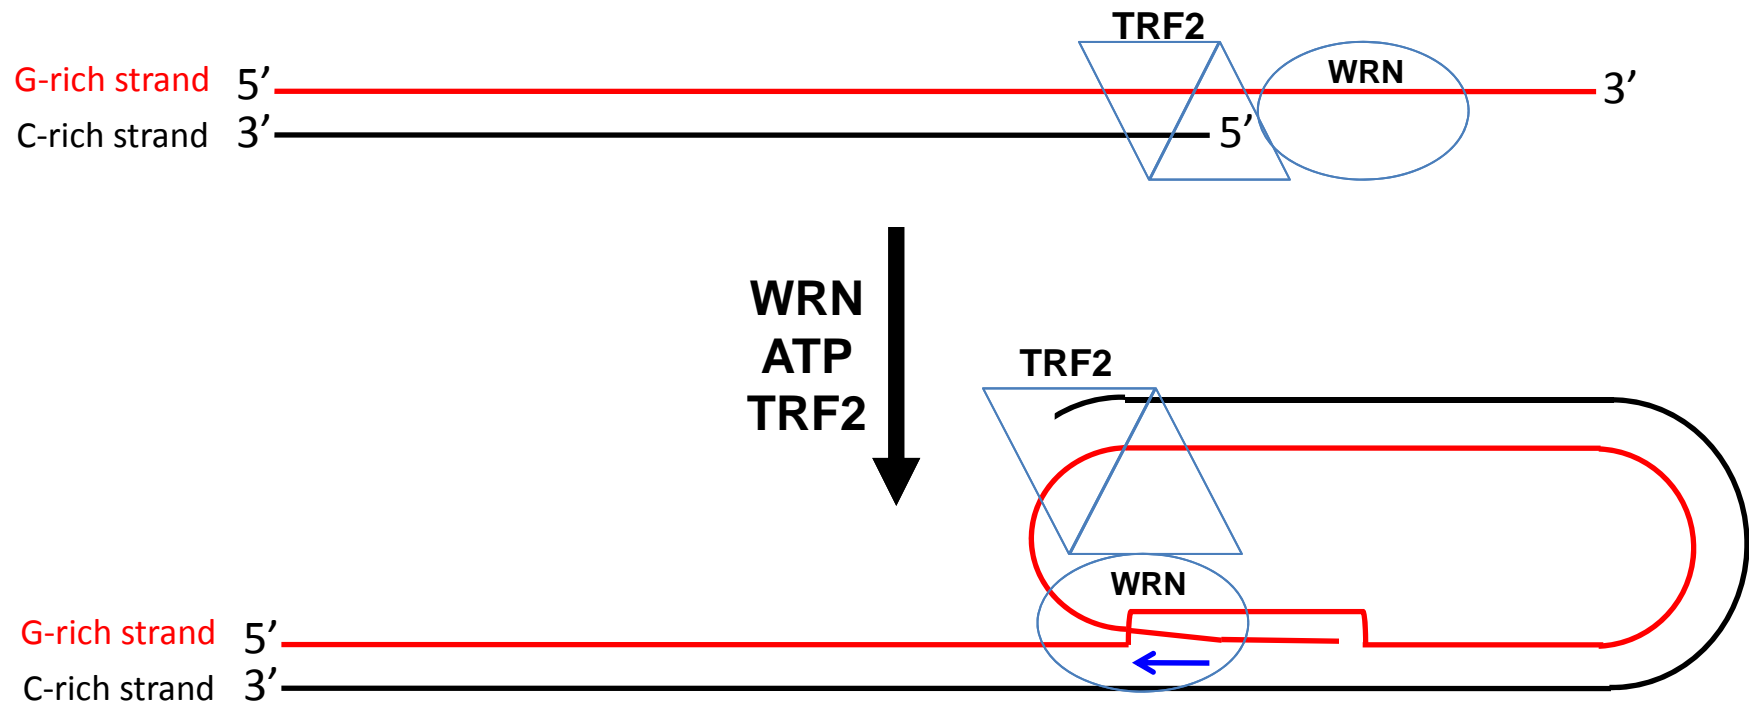 TRF2
WRN
G-rich strand 5’ 3’
C-rich strand 3’ 5’
WRN
ATP
TRF2
TRF2
WRN
G-rich strand 5’
C-rich strand 3’